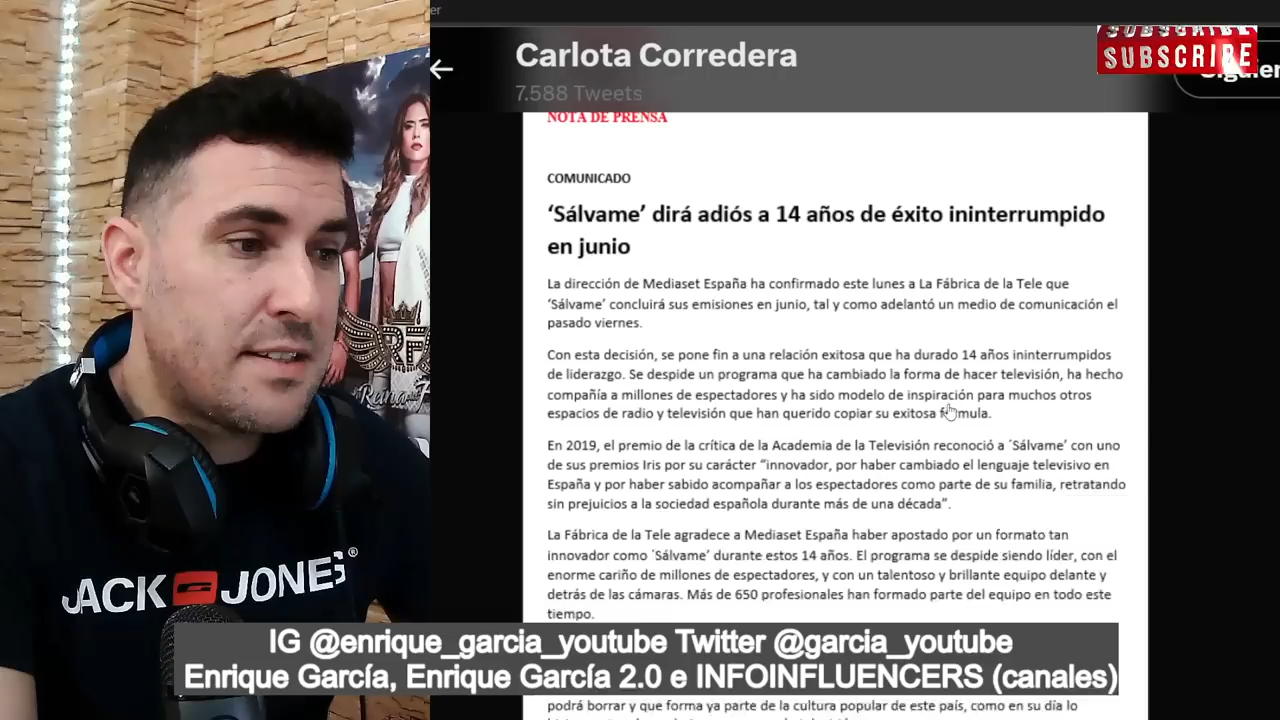 er
Carlota Corredera
7.588 Tweets
SUBSCRIBE
SUBSCRIBE
NOTA DE PRENSA
COMUNICADO
‘Sálvame’ dirá adiós a 14 años de éxito ininterrumpido
en junio
La dirección de Mediaset España ha confirmado este lunes a La Fábrica de la Tele que
‘Sálvame’ concluirá sus emisiones en junio, tal y como adelantó un medio de comunicación el
pasado viernes.
Con esta decisión, se pone fin a una relación exitosa que ha durado 14 años ininterrumpidos
de liderazgo. Se despide un programa que ha cambiado la forma de hacer televisión, ha hecho
compañía a millones de espectadores y ha sido modelo de inspiración para muchos otros
espacios de radio y televisión que han querido copiar su exitosa fórmula.
En 2019, el premio de la crítica de la Academia de la Televisión reconoció a ´Sálvame’ con uno
de sus premios Iris por su carácter “innovador, por haber cambiado el lenguaje televisivo en
España y por haber sabido acompañar a los espectadores como parte de su familia, retratando
sin prejuicios a la sociedad española durante más de una década”.
La Fábrica de la Tele agradece a Mediaset España haber apostado por un formato tan
innovador como ´Sálvame’ durante estos 14 años. El programa se despide siendo líder, con el
enorme cariño de millones de espectadores, y con un talentoso y brillante equipo delante y
detrás de las cámaras. Más de 650 profesionales han formado parte del equipo en todo este
tiempo.
JACK JONES®
IG @enrique_garcia_youtube Twitter @garcia_youtube
Enrique García, Enrique García 2.0 e INFOINFLUENCERS (canales)
podrá borrar y que forma ya parte de la cultura popular de este país, como en su día lo